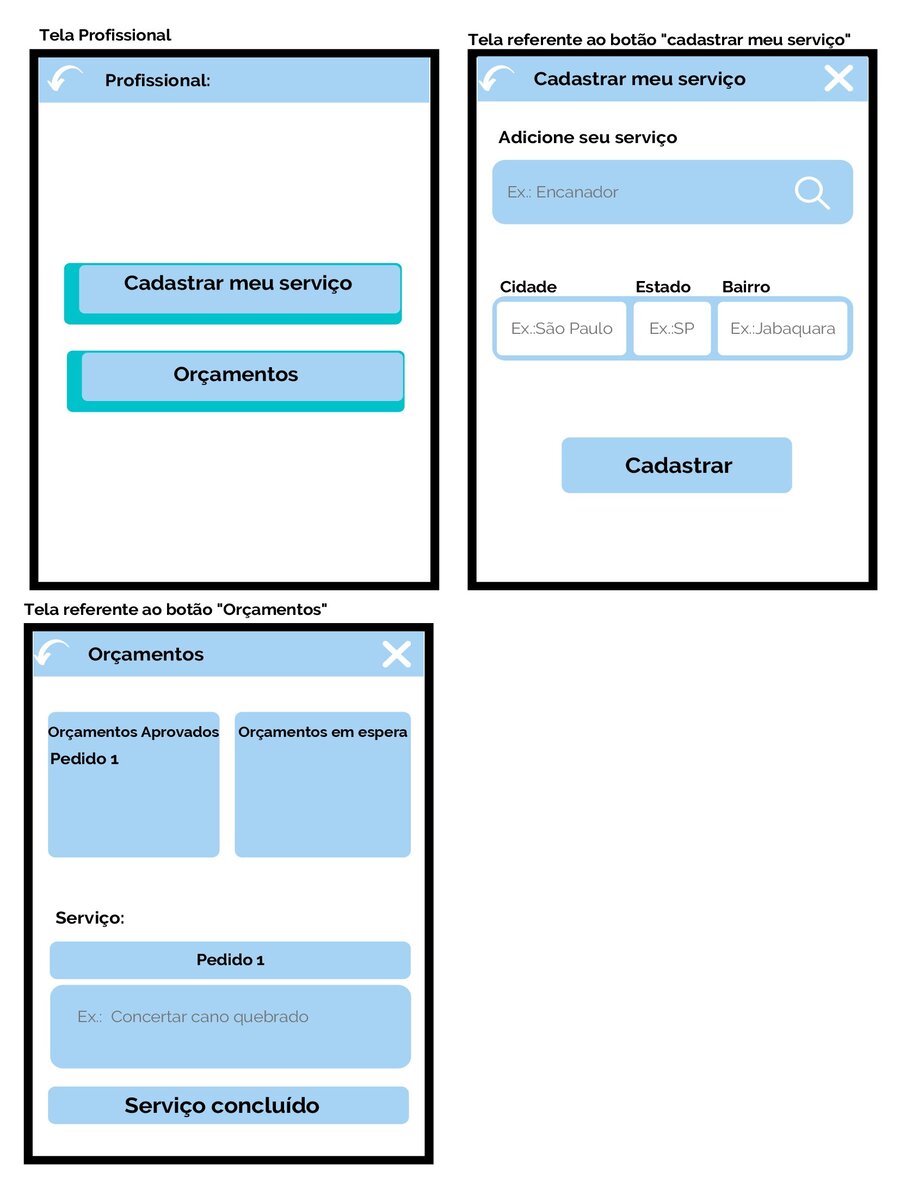 Tela Profissional
Profissional:
Cadastrar meu serviço
Orçamentos
Tela referente ao botão "cadastrar meu serviço"
Cadastrar meu serviço
Adicione seu serviço
Ex.: Encanador
Cidade Estado Bairro
Ex.:São Paulo Ex.:SP Ex.:Jabaquara
Cadastrar
Tela referente ao botão "Orçamentos"
Orçamentos
Orçamentos Aprovados
Pedido 1
Orçamentos em espera
Serviço:
Pedido 1
Ex.: Concertar cano quebrado
Serviço concluído